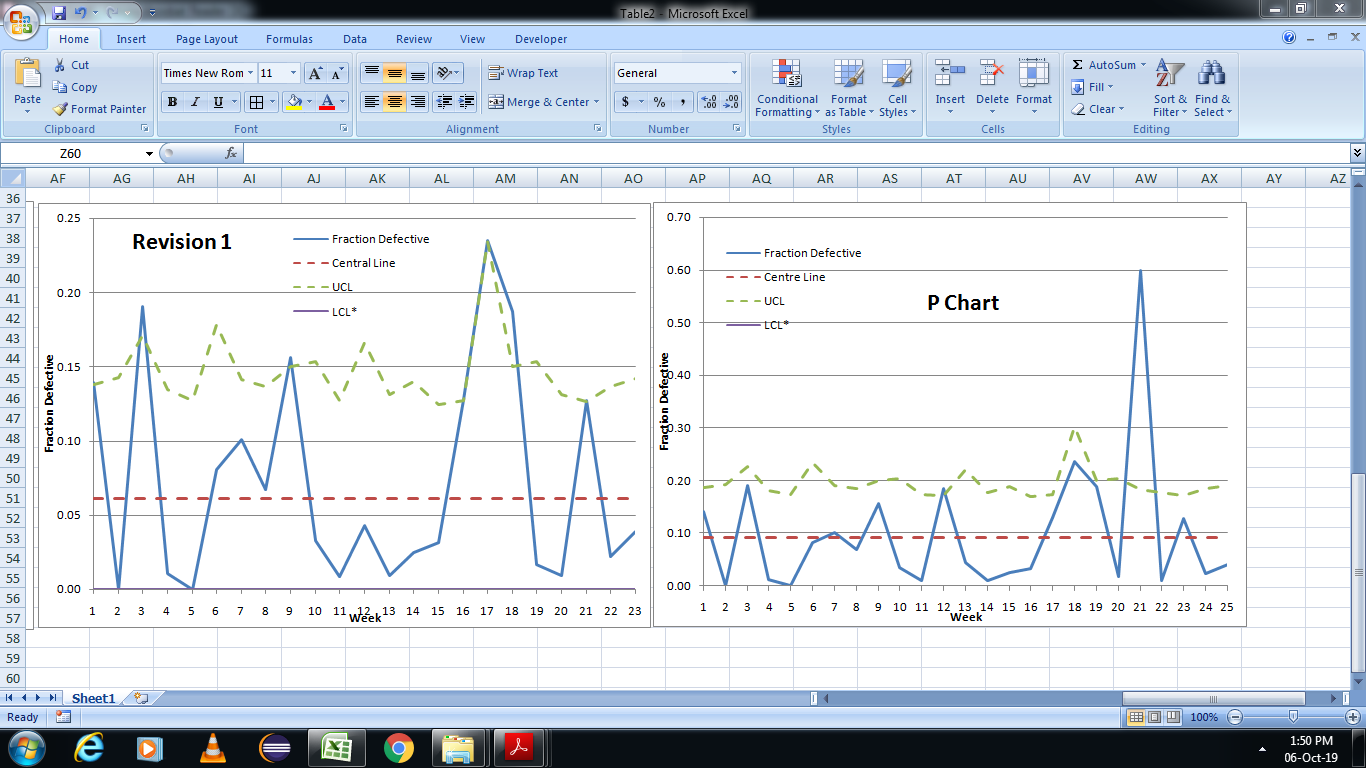 Table2 - Microsoft Excel
Home Insert Page Layout Formulas Data Review View Developer
Paste
Cut
Copy
Format Painter
Clipboard
Times New Rom 11
B I U
Font
Wrap Text
Merge & Center
Alignment
General
$ % ,
Number
Conditional Formatting
Format as Table
Cell Styles
Styles
Insert Delete Format
Cells
AutoSum
Fill
Clear
Sort & Filter
Find & Select
Editing
Z60 fx
AF AG AH AI AJ AK AL AM AN AO AP AQ AR AS AT AU AV AW AX AY AZ
36
37
38
39
40
41
42
43
44
45
46
47
48
49
50
51
52
53
54
55
56
57
58
59
60
Revision 1
Fraction Defective
Central Line
UCL
LCL*
0.25
0.20
0.15
0.10
0.05
0.00
Fraction Defective
1 2 3 4 5 6 7 8 9 10 11 12 13 14 15 16 17 18 19 20 21 22 23
Week
P Chart
Fraction Defective
Centre Line
UCL
LCL*
0.70
0.60
0.50
0.40
0.30
0.20
0.10
0.00
Fraction Defective
1 2 3 4 5 6 7 8 9 10 11 12 13 14 15 16 17 18 19 20 21 22 23 24 25
Week
Sheet1
Ready 100%
1:50 PM
06-Oct-19